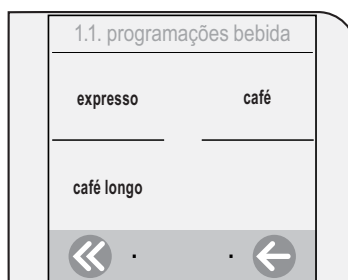 1.1. programações bebida
expresso
café
café longo